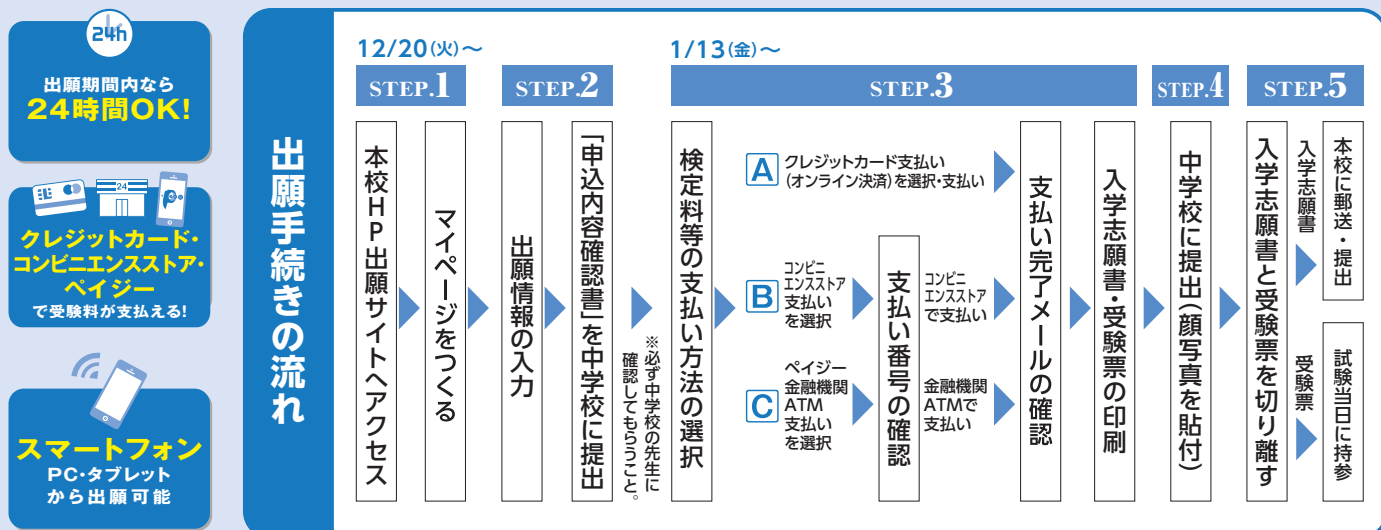 24h
出願期間内なら
24時間OK!
24
クレジットカード・
コンビニエンスストア・
ペイジー
で受験料が支払える!
スマートフォン
PC・タブレット
から出願可能
出願手続きの流れ
12/20(火)~
STEP.1
本校HP出願サイトへアクセス
マイページをつくる
STEP.2
出願情報の入力
「申込内容確認書」を中学校に提出
※必ず中学校の先生に
確認してもらうこと。
1/13(金)~
STEP.3
検定料等の支払い方法の選択
A
クレジットカード支払い
(オンライン決済)を選択・支払い
B
コンビニ
エンスストア
支払い
を選択
C
ペイジー
金融機関
ATM
支払い
を選択
支払い番号の確認
コンビニ
エンスストア
で支払い
金融機関
ATMで
支払い
支払い完了メールの確認
入学志願書・受験票の印刷
STEP.4
中学校に提出(顔写真を貼付)
STEP.5
入学志願書と受験票を切り離す
入学志願書
本校に郵送・提出
受験票
試験当日に持参